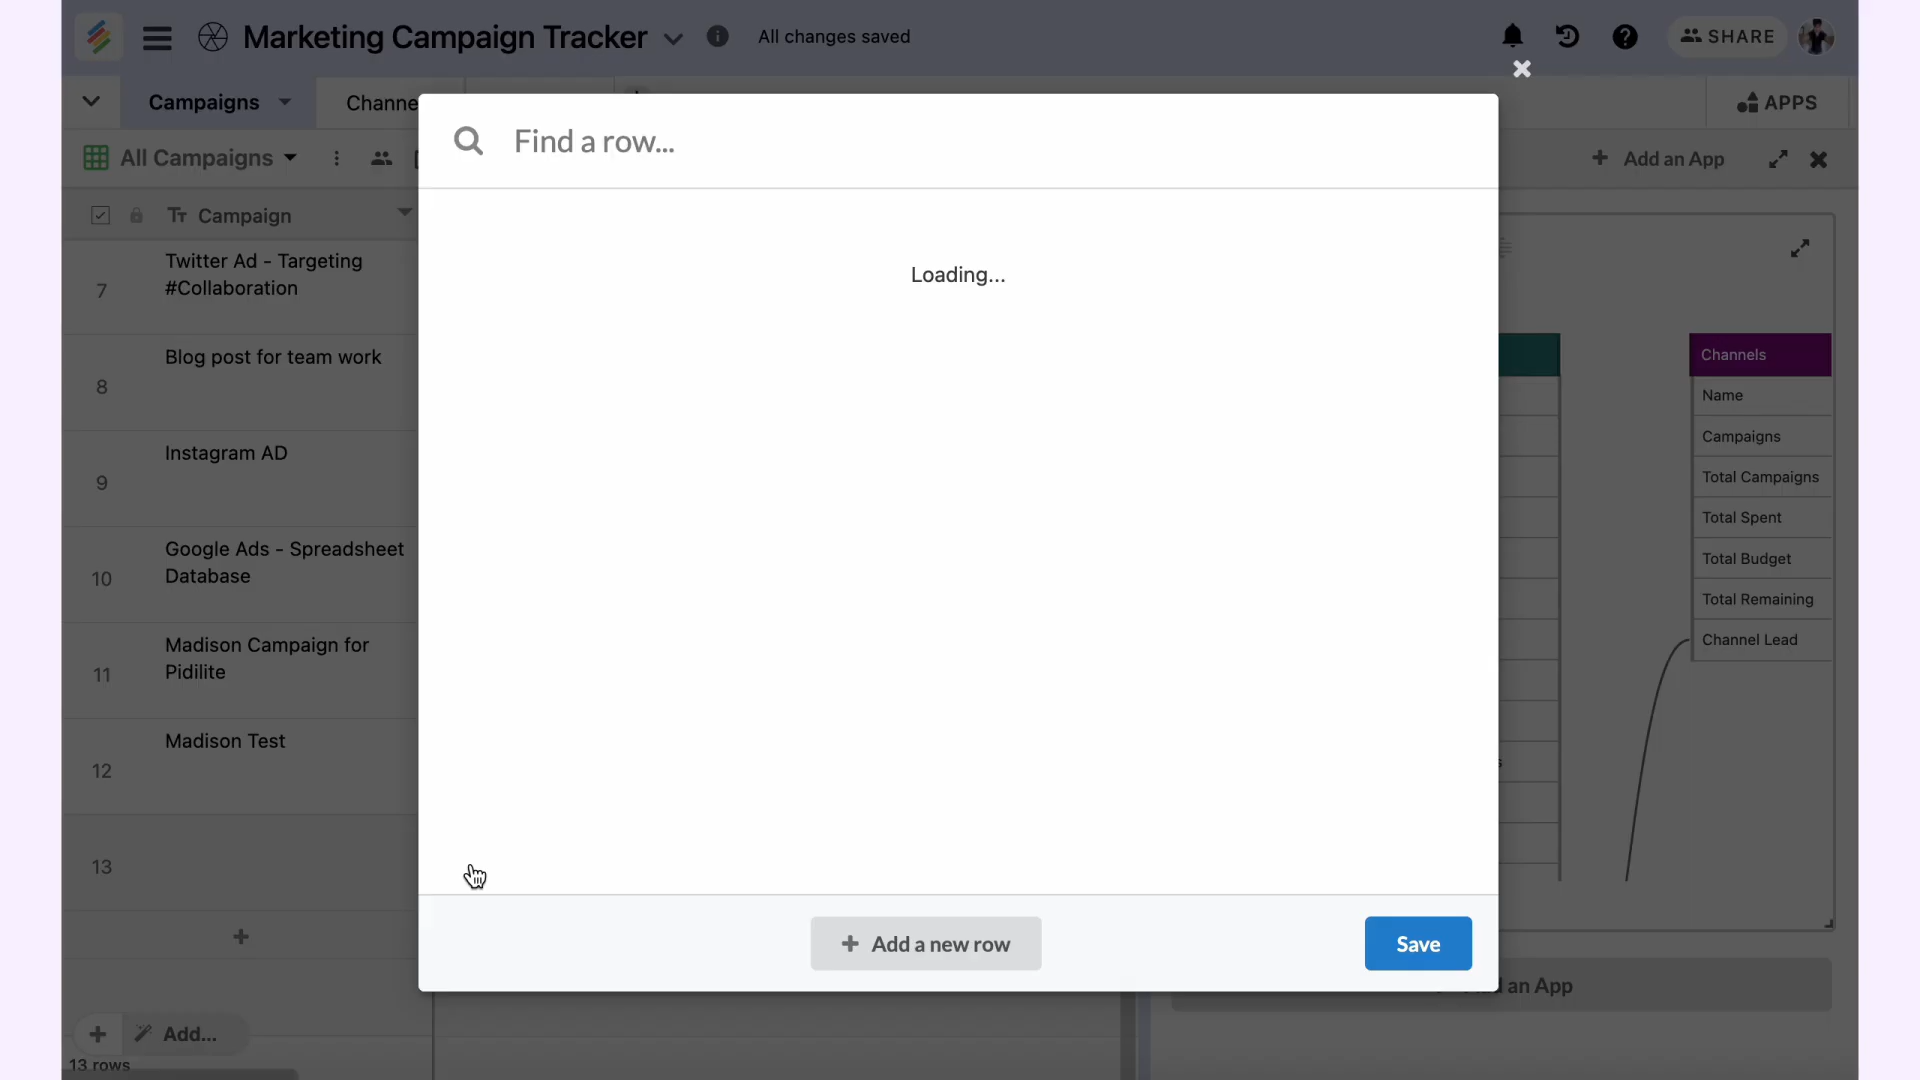 Marketing Campaign Tracker
All changes saved
SHARE
Campaigns
Channe
APPS
All Campaigns
Find a row...
Add an App
Campaign
Loading...
7
Twitter Ad - Targeting
#Collaboration
8
Blog post for team work
9
Instagram AD
10
Google Ads - Spreadsheet
Database
11
Madison Campaign for
Pidilite
12
Madison Test
13
Channels
Name
Campaigns
Total Campaigns
Total Spent
Total Budget
Total Remaining
Channel Lead
Add a new row
Save
an App
Add...
13 rows